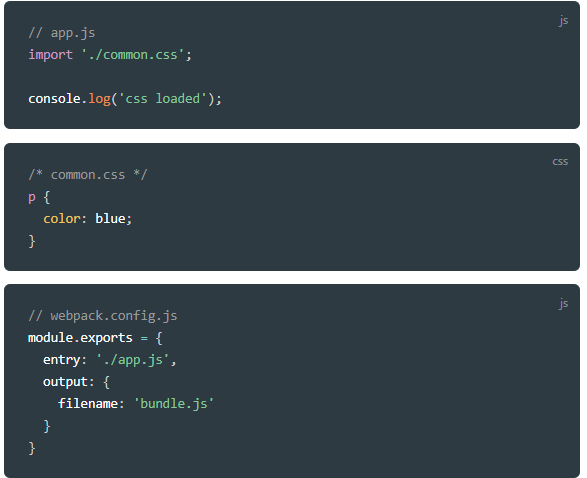 js
// app.js
import './common.css';
console.log('css loaded');
css
/* common.css */
p {
  color: blue;
}
js
// webpack.config.js
module.exports = {
  entry: './app.js',
  output: {
    filename: 'bundle.js'
  }
}